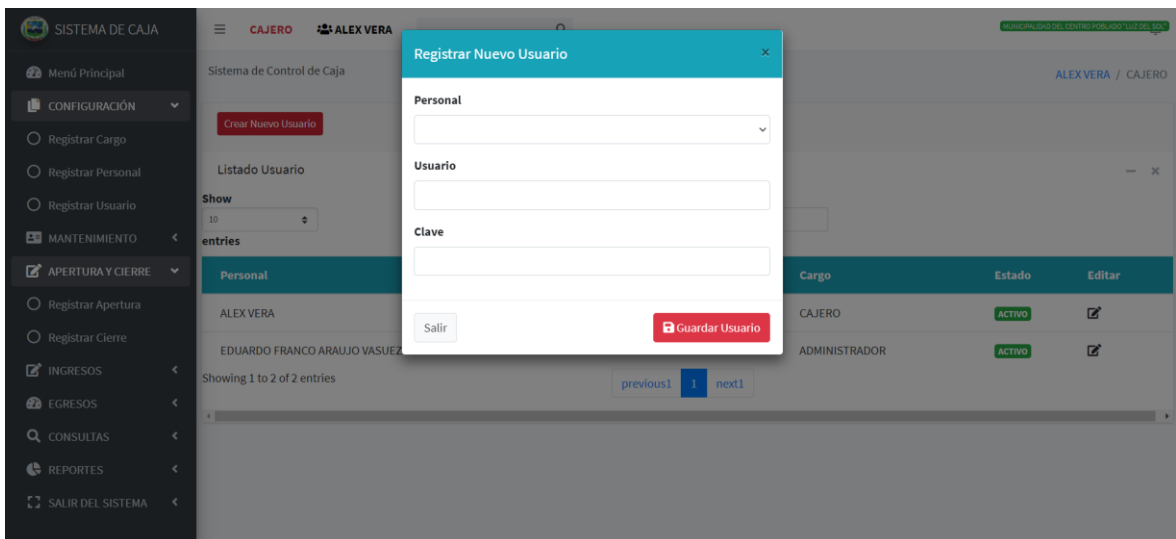 SISTEMA DE CAJA
CAJERO ALEX VERA
MUNICIPALIDAD DEL CENTRO POBLADO "LUZ DEL SOL"
Menú Principal
CONFIGURACIÓN
Registrar Cargo
Registrar Personal
Registrar Usuario
MANTENIMIENTO
APERTURA Y CIERRE
Registrar Apertura
Registrar Cierre
INGRESOS
EGRESOS
CONSULTAS
REPORTES
SALIR DEL SISTEMA
Sistema de Control de Caja
ALEX VERA / CAJERO
Crear Nuevo Usuario
Listado Usuario
Show
10
entries
Registrar Nuevo Usuario
Personal
Usuario
Clave
Salir
Guardar Usuario
Personal Cargo Estado Editar
ALEX VERA CAJERO ACTIVO
EDUARDO FRANCO ARAUJO VASUEZ ADMINISTRADOR ACTIVO
Showing 1 to 2 of 2 entries
previous1 1 next1